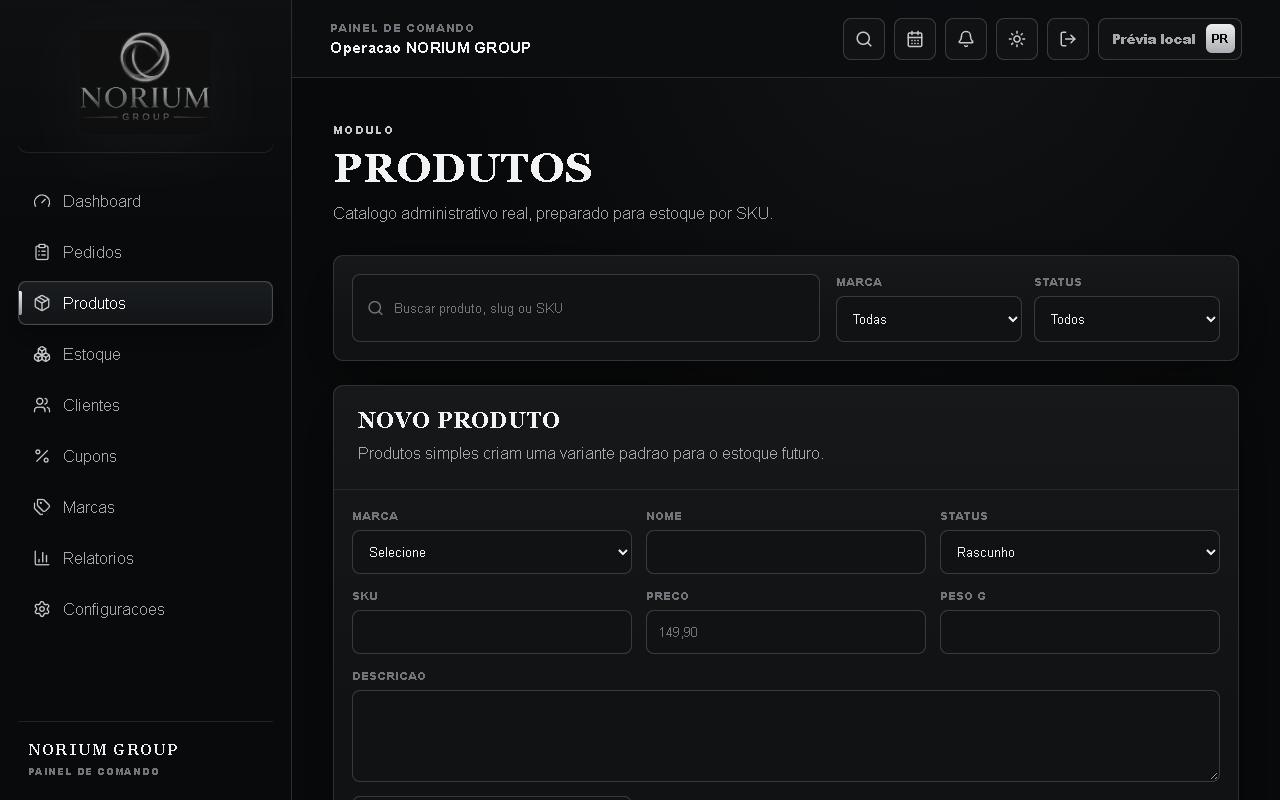 NORIUM
GROUP
Dashboard
Pedidos
Produtos
Estoque
Clientes
Cupons
Marcas
Relatorios
Configuracoes
NORIUM GROUP
PAINEL DE COMANDO
PAINEL DE COMANDO
Operacao NORIUM GROUP
Prévia local PR
MODULO
PRODUTOS
Catalogo administrativo real, preparado para estoque por SKU.
Buscar produto, slug ou SKU
MARCA
Todas
STATUS
Todos
NOVO PRODUTO
Produtos simples criam uma variante padrao para o estoque futuro.
MARCA NOME STATUS
Selecione Rascunho
SKU PRECO PESO G
149,90
DESCRICAO